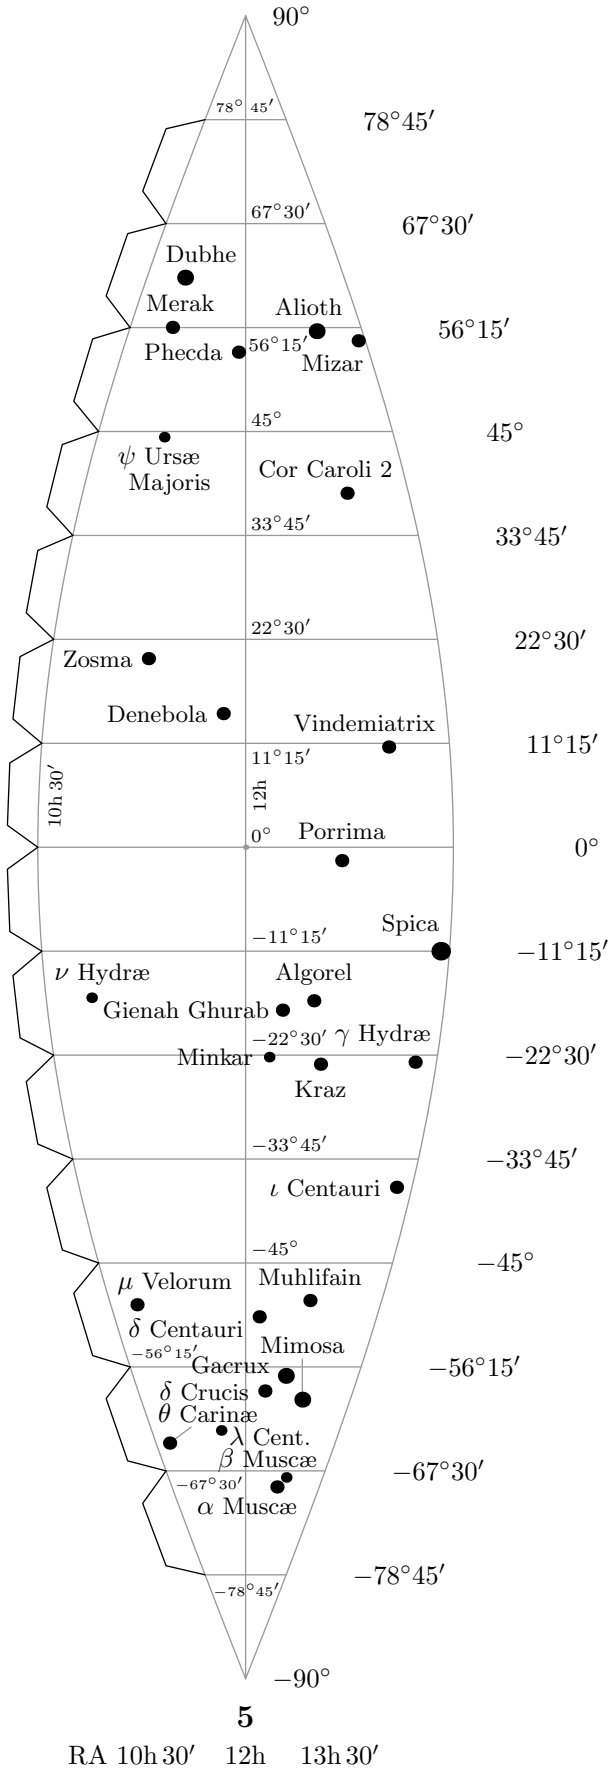 90°
78° 45′
78°45′
67°30′
67°30′
Dubhe
Merak
Alioth
56°15′
Phecda
56°15′
Mizar
45°
45°
ψ Ursæ
Majoris
Cor Caroli 2
33°45′
33°45′
22°30′
22°30′
Zosma
Denebola
Vindemiatrix
11°15′
11°15′
10h 30′
12h
Porrima
0°
0°
Spica
−11°15′
−11°15′
ν Hydræ
Algorel
Gienah Ghurab
−22°30′
γ Hydræ
Minkar
−22°30′
Kraz
−33°45′
−33°45′
ι Centauri
−45°
−45°
μ Velorum
Muhlifain
δ Centauri
Mimosa
−56°15′
Gacrux
−56°15′
δ Crucis
θ Carinæ
λ Cent.
β Muscæ
−67°30′
−67°30′
α Muscæ
−78°45′
−78°45′
−90°
5
RA 10h 30′ 12h 13h 30′